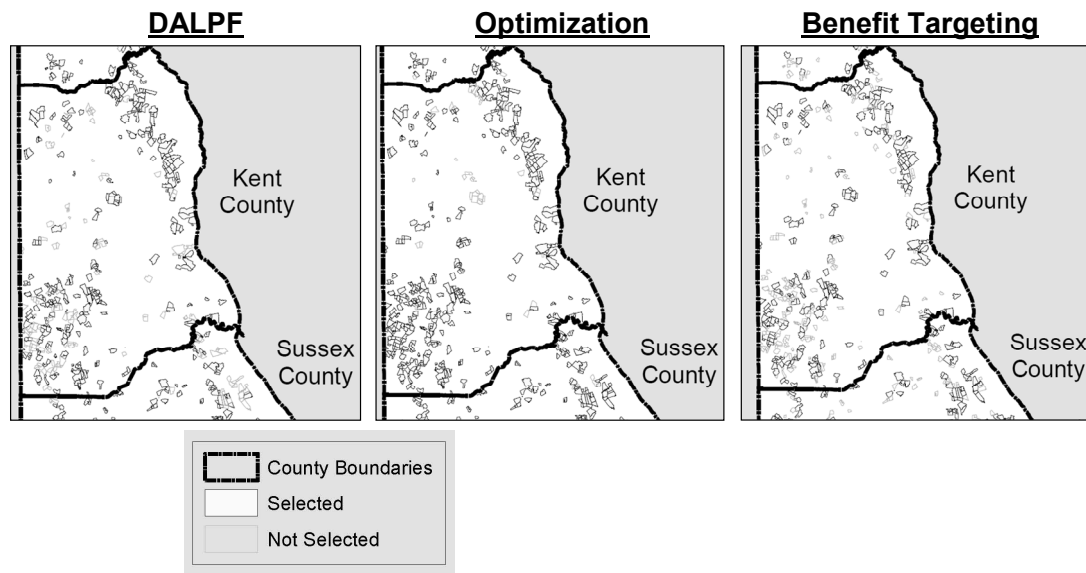 DALPF
Optimization
Benefit Targeting
Kent
County
Sussex
County
Kent
County
Sussex
County
Kent
County
Sussex
County
County Boundaries
Selected
Not Selected